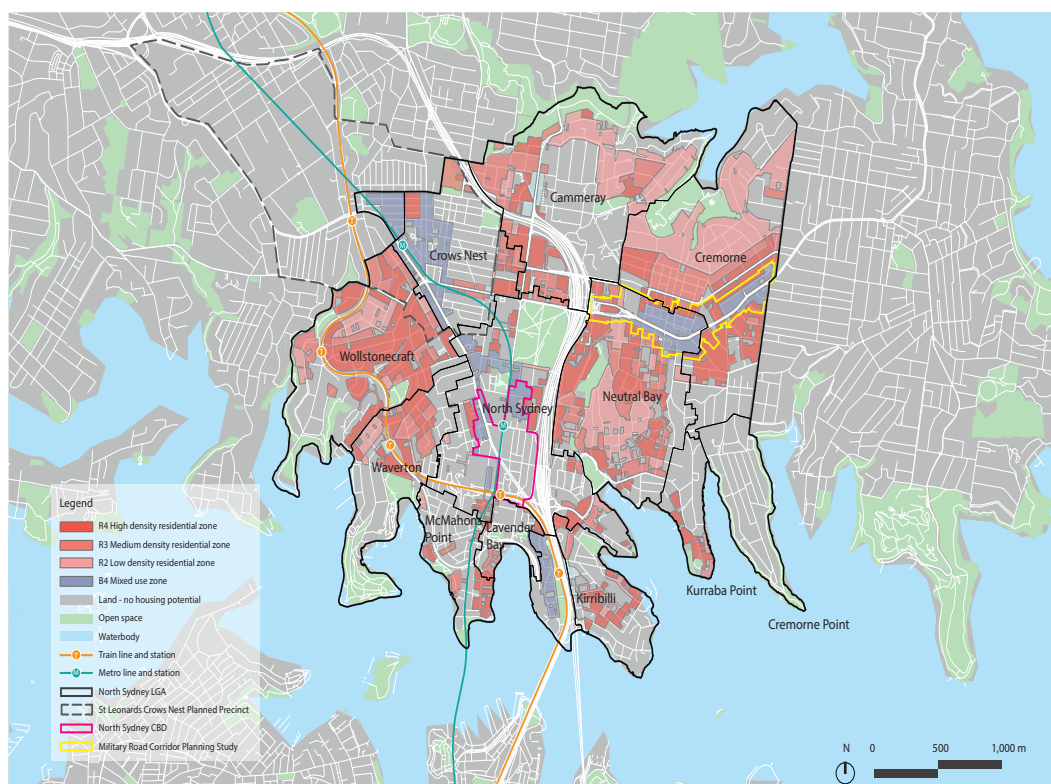 Cammeray
Crows Nest
Cremorne
Wollstonecraft
Neutral Bay
North Sydney
Waverton
McMahons
Point
Lavender
Bay
Kirribilli
Kurraba Point
Cremorne Point
T
M
T
T
M
T
T
Legend
R4 High density residential zone
R3 Medium density residential zone
R2 Low density residential zone
B4 Mixed use zone
Land - no housing potential
Open space
Waterbody
T Train line and station
M Metro line and station
North Sydney LGA
St Leonards Crows Nest Planned Precinct
North Sydney CBD
Military Road Corridor Planning Study
N 0 500 1,000 m